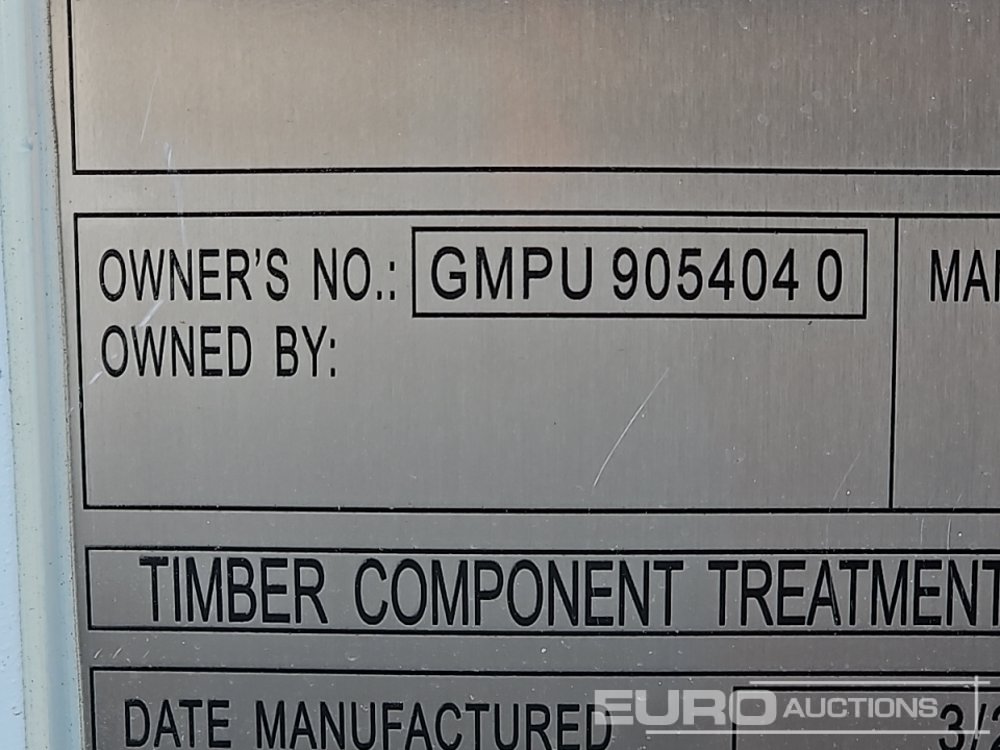 OWNER'S NO.: GMPU 905404 0
OWNED BY:
TIMBER COMPONENT TREATMENT
DATE MANUFACTURED
EURO AUCTIONS